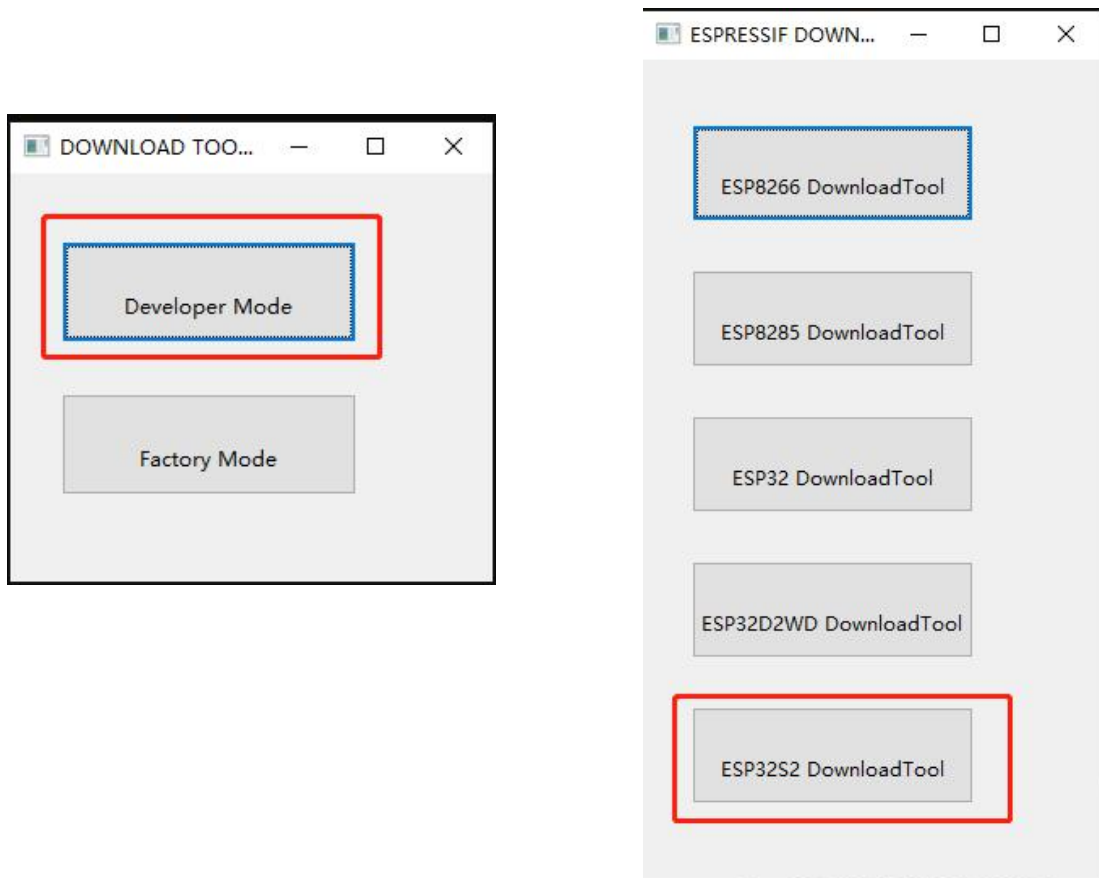 DOWNLOAD TOO...
Developer Mode
Factory Mode
ESPRESSIF DOWN...
ESP8266 DownloadTool
ESP8285 DownloadTool
ESP32 DownloadTool
ESP32D2WD DownloadTool
ESP32S2 DownloadTool